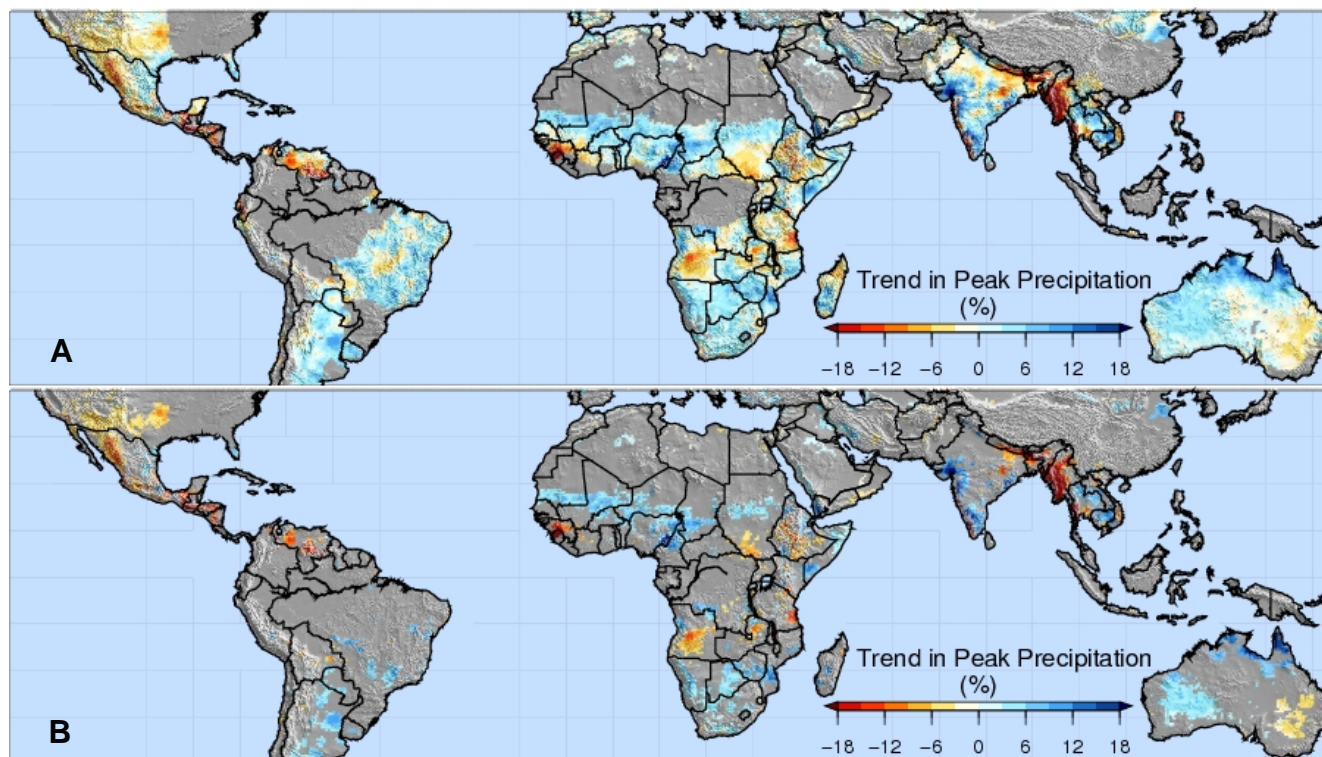 Trend in Peak Precipitation
(%)
A
−18 −12 −6 0 6 12 18
Trend in Peak Precipitation
(%)
B
−18 −12 −6 0 6 12 18